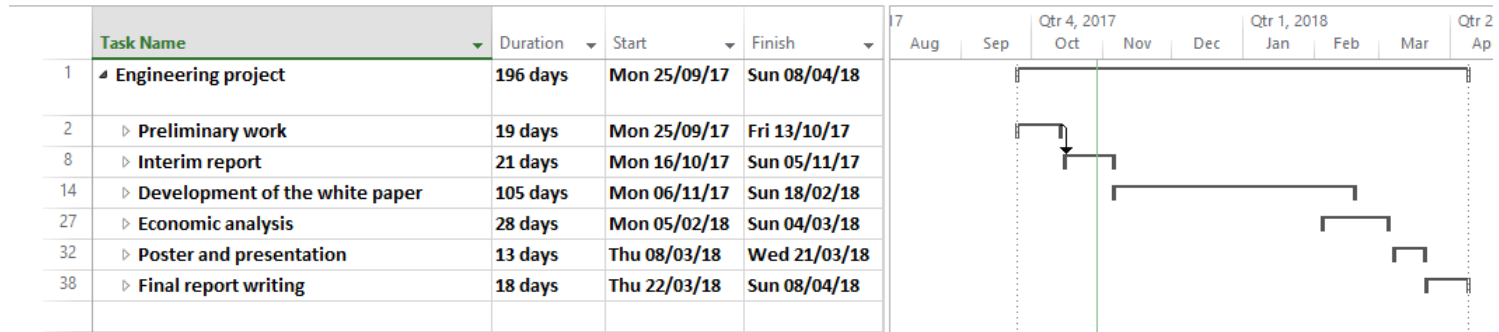 17 Qtr 4, 2017 Qtr 1, 2018 Qtr 2
Task Name Duration Start Finish Aug Sep Oct Nov Dec Jan Feb Mar Ap
1 Engineering project 196 days Mon 25/09/17 Sun 08/04/18
2 Preliminary work 19 days Mon 25/09/17 Fri 13/10/17
8 Interim report 21 days Mon 16/10/17 Sun 05/11/17
14 Development of the white paper 105 days Mon 06/11/17 Sun 18/02/18
27 Economic analysis 28 days Mon 05/02/18 Sun 04/03/18
32 Poster and presentation 13 days Thu 08/03/18 Wed 21/03/18
38 Final report writing 18 days Thu 22/03/18 Sun 08/04/18